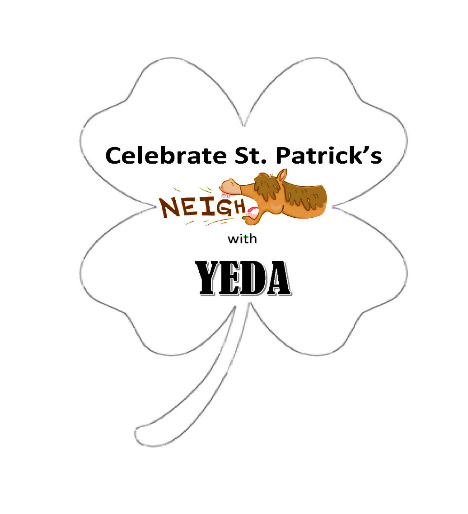 Celebrate St. Patrick’s
NEIGH
with
YEDA